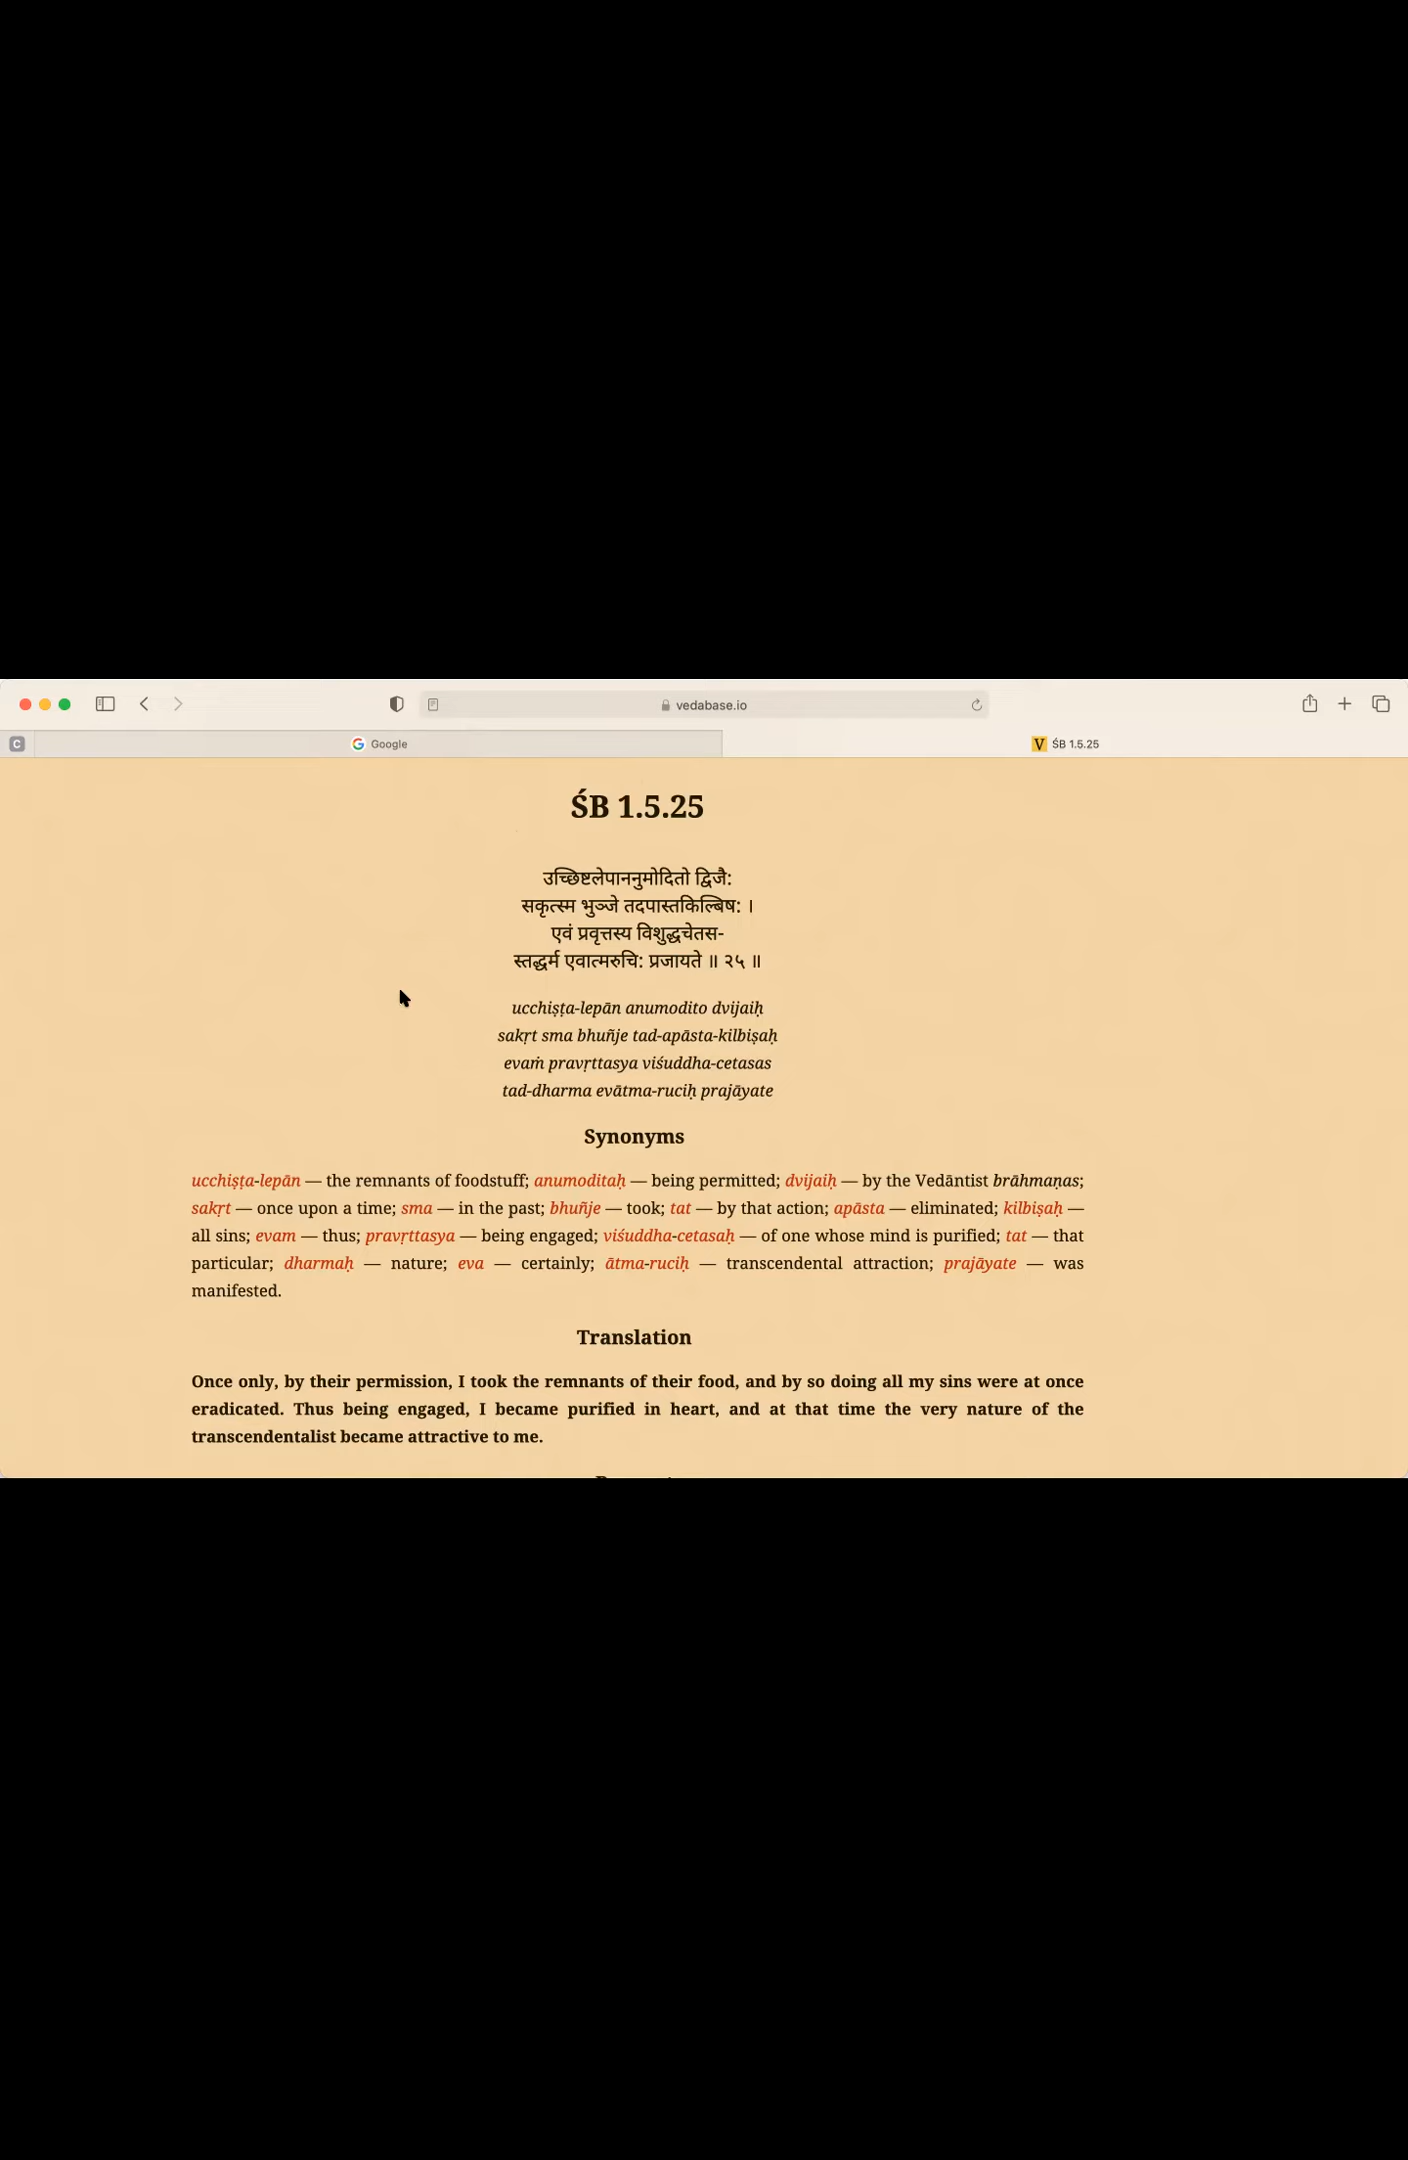 vedabase.io
C
Google
V ŚB 1.5.25
ŚB 1.5.25
उच्छिष्टलेपाननुमोदितो द्विजै:
सकृत्स्म भुञ्जे तदपास्तकिल्बिष: ।
एवं प्रवृत्तस्य विशुद्धचेतस-
स्तद्धर्म एवात्मरुचि: प्रजायते ॥ २५ ॥
ucchiṣṭa-lepān anumodito dvijaiḥ
sakṛt sma bhuñje tad-apāsta-kilbiṣaḥ
evaṁ pravṛttasya viśuddha-cetasas
tad-dharma evātma-ruciḥ prajāyate
Synonyms
ucchiṣṭa-lepān — the remnants of foodstuff; anumoditaḥ — being permitted; dvijaiḥ — by the Vedāntist brāhmaṇas;
sakṛt — once upon a time; sma — in the past; bhuñje — took; tat — by that action; apāsta — eliminated; kilbiṣaḥ —
all sins; evam — thus; pravṛttasya — being engaged; viśuddha-cetasaḥ — of one whose mind is purified; tat — that
particular; dharmaḥ — nature; eva — certainly; ātma-ruciḥ — transcendental attraction; prajāyate — was
manifested.
Translation
Once only, by their permission, I took the remnants of their food, and by so doing all my sins were at once
eradicated. Thus being engaged, I became purified in heart, and at that time the very nature of the
transcendentalist became attractive to me.